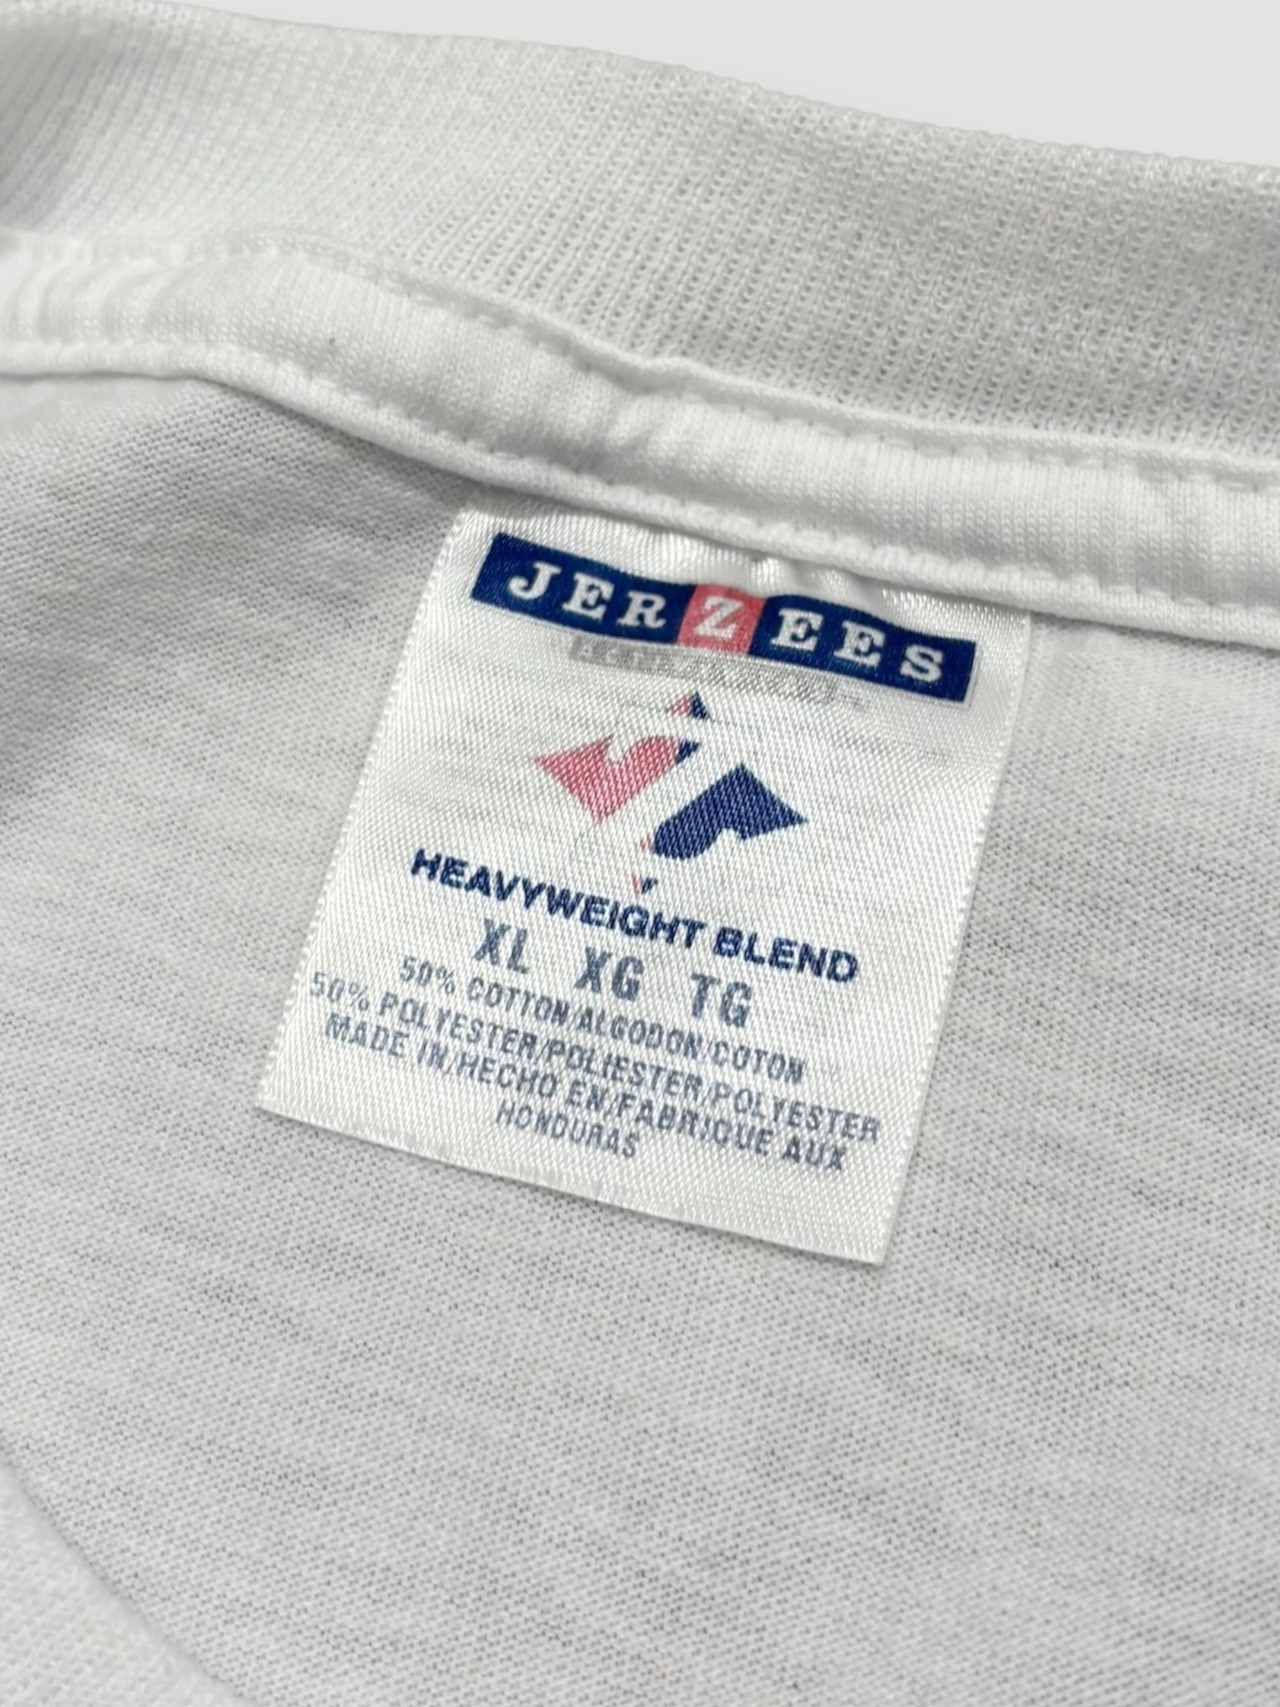 JERZEES
HEAVYWEIGHT BLEND
XL XG TG
50% COTTON/ALGODON/COTON
50% POLYESTER/POLIESTER/POLYESTER
MADE IN/HECHO EN/FABRIQUE AUX
HONDURAS